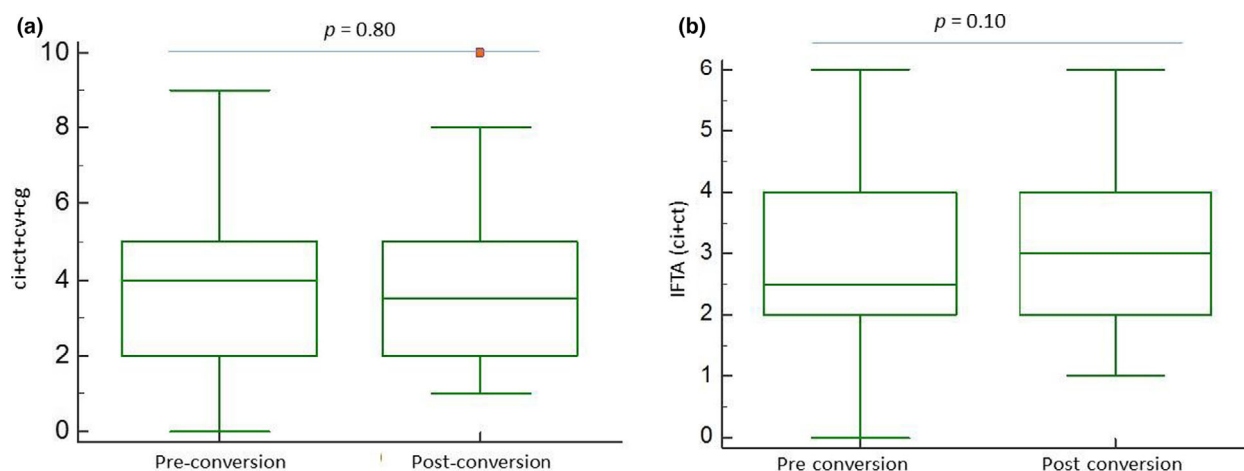 (a)
p = 0.80
10
8
6
4
2
0
ci+ct+cv+cg
Pre-conversion
Post-conversion
(b)
p = 0.10
6
5
4
3
2
1
0
IFTA (ci+ct)
Pre conversion
Post conversion